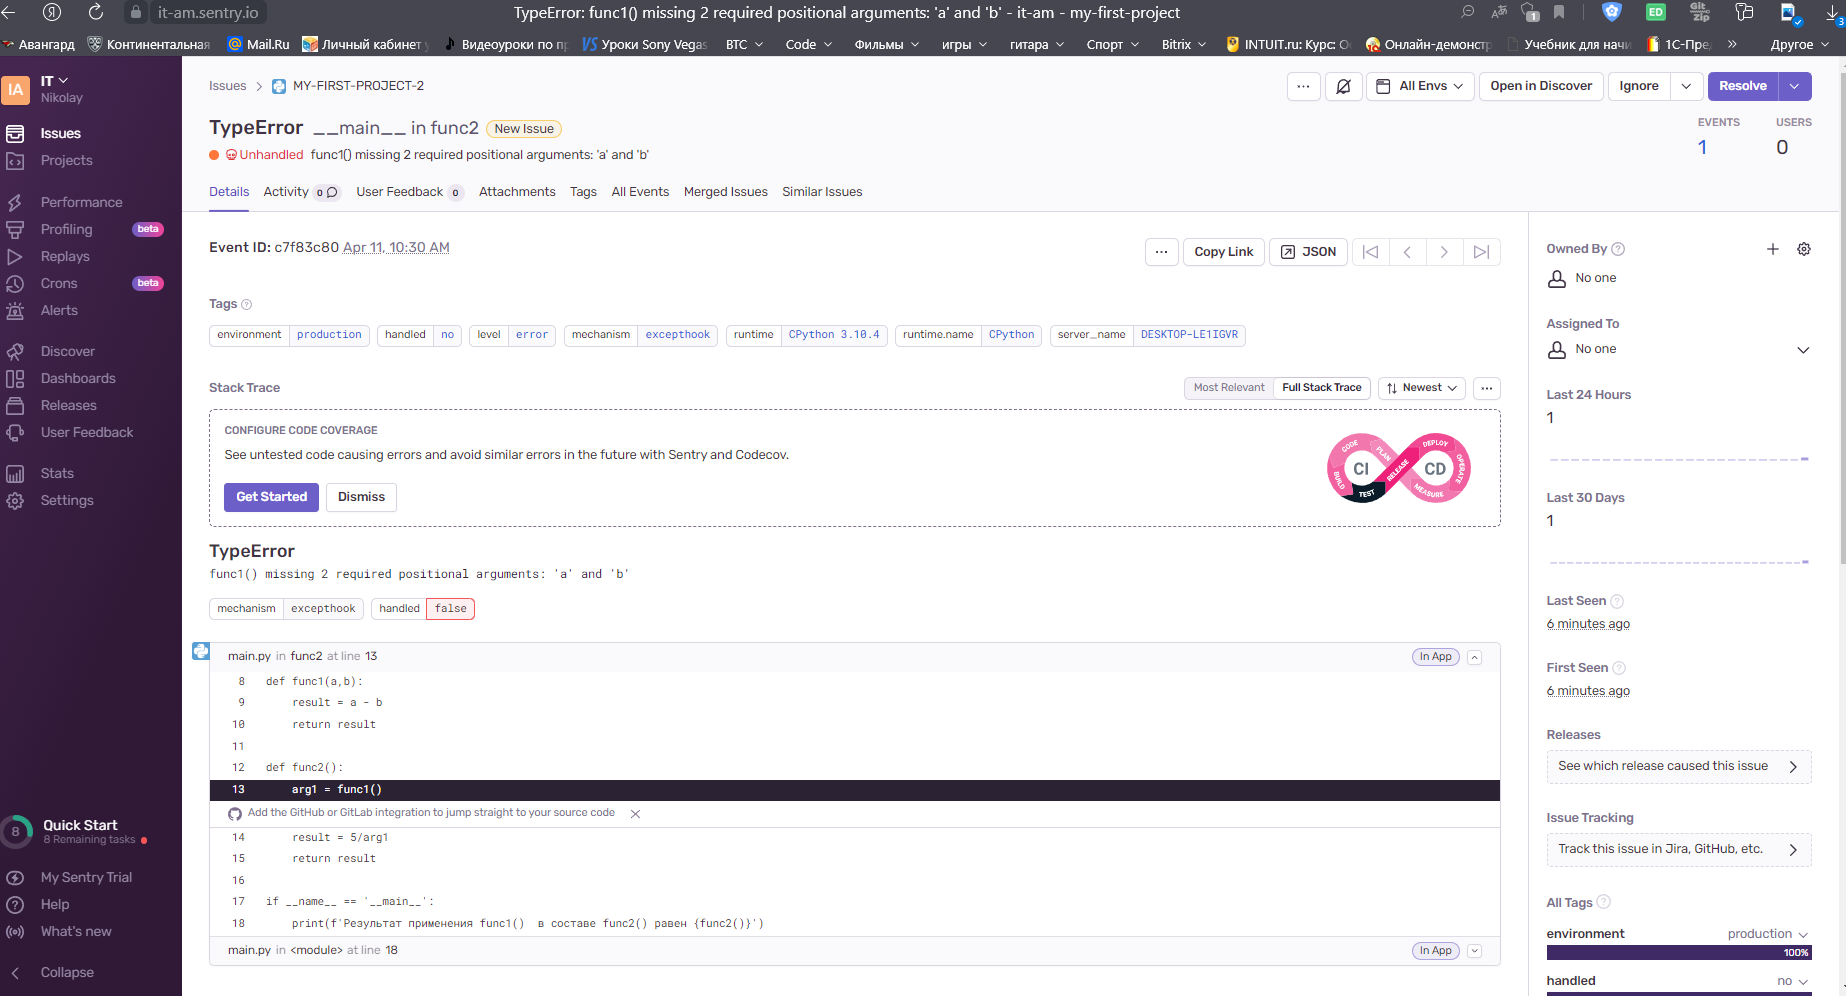 it-am.sentry.io
TypeError: func1() missing 2 required positional arguments: 'a' and 'b' - it-am - my-first-project
Авангард Континентальная Mail.Ru Личный кабинет Видеоуроки по Уроки Sony Vegas BTC Code Фильмы игры гитара Спорт Bitrix INTUIT.ru: Курс: Онлайн-демонст Учебник для начи 1С-Пре Другое
IA
IT
Nikolay
Issues
Projects
Performance
Profiling beta
Replays
Crons beta
Alerts
Discover
Dashboards
Releases
User Feedback
Stats
Settings
8
Quick Start
8 Remaining tasks
My Sentry Trial
Help
What's new
Collapse
Issues > MY-FIRST-PROJECT-2
All Envs Open in Discover Ignore Resolve
TypeError __main__ in func2 New Issue
Unhandled func1() missing 2 required positional arguments: 'a' and 'b'
EVENTS USERS
1 0
Details Activity 0 User Feedback 0 Attachments Tags All Events Merged Issues Similar Issues
Event ID: c7f83c80 Apr 11, 10:30 AM
Copy Link JSON
Tags
environment production handled no level error mechanism excepthook runtime CPython 3.10.4 runtime.name CPython server_name DESKTOP-LE1IGVR
Stack Trace
Most Relevant Full Stack Trace Newest
CONFIGURE CODE COVERAGE
See untested code causing errors and avoid similar errors in the future with Sentry and Codecov.
Get Started Dismiss
CODE PLAN BUILD TEST RELEASE DEPLOY OPERATE MEASURE
CI CD
TypeError
func1() missing 2 required positional arguments: 'a' and 'b'
mechanism excepthook handled false
main.py in func2 at line 13 In App
8 def func1(a,b):
9 result = a - b
10 return result
11
12 def func2():
13 arg1 = func1()
Add the GitHub or GitLab integration to jump straight to your source code
14 result = 5/arg1
15 return result
16
17 if __name__ == '__main__':
18 print(f'Результат применения func1()  в составе func2() равен {func2()}')
main.py in <module> at line 18 In App
Owned By
No one
Assigned To
No one
Last 24 Hours
1
Last 30 Days
1
Last Seen
6 minutes ago
First Seen
6 minutes ago
Releases
See which release caused this issue
Issue Tracking
Track this issue in Jira, GitHub, etc.
All Tags
environment production
100%
handled no